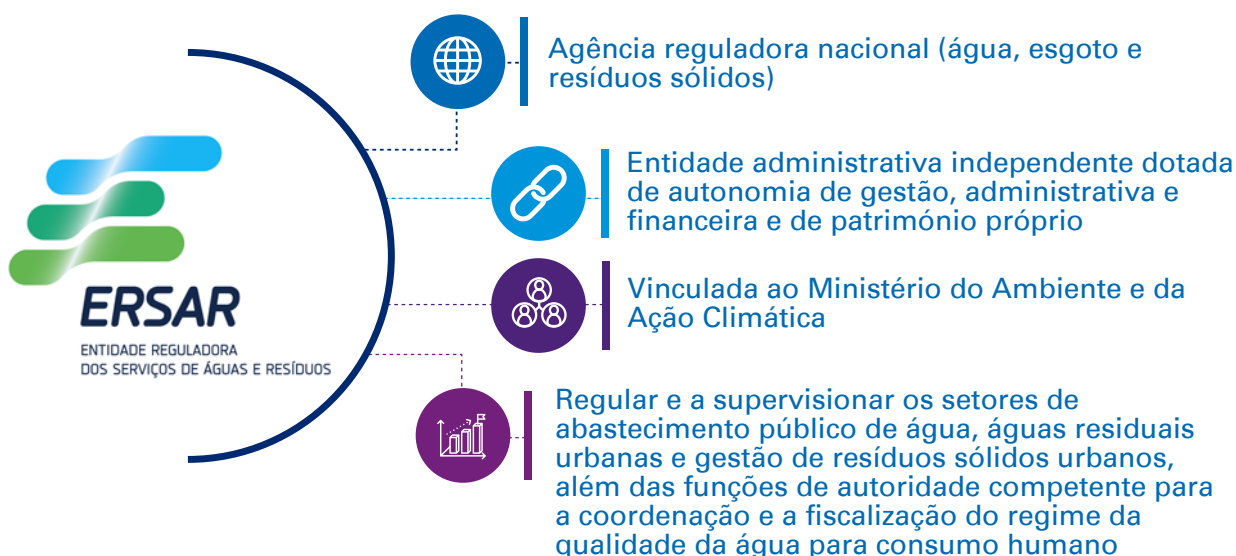 Agência reguladora nacional (água, esgoto e
resíduos sólidos)
Entidade administrativa independente dotada
de autonomia de gestão, administrativa e
financeira e de património próprio
ERSAR
ENTIDADE REGULADORA
DOS SERVIÇOS DE ÁGUAS E RESÍDUOS
Vinculada ao Ministério do Ambiente e da
Ação Climática
Regular e a supervisionar os setores de
abastecimento público de água, águas residuais
urbanas e gestão de resíduos sólidos urbanos,
além das funções de autoridade competente para
a coordenação e a fiscalização do regime da
qualidade da água para consumo humano